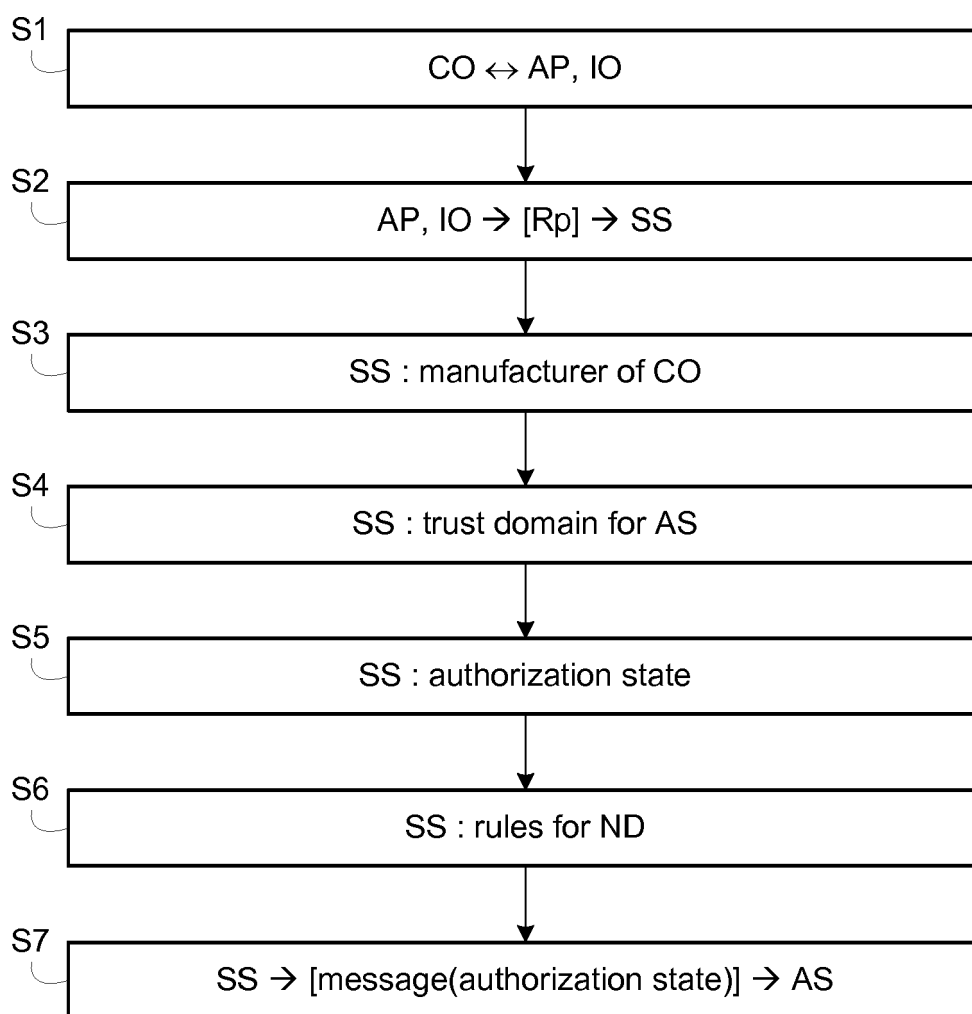 S1
CO ↔ AP, IO
S2
AP, IO → [Rp] → SS
S3
SS : manufacturer of CO
S4
SS : trust domain for AS
S5
SS : authorization state
S6
SS : rules for ND
S7
SS → [message(authorization state)] → AS